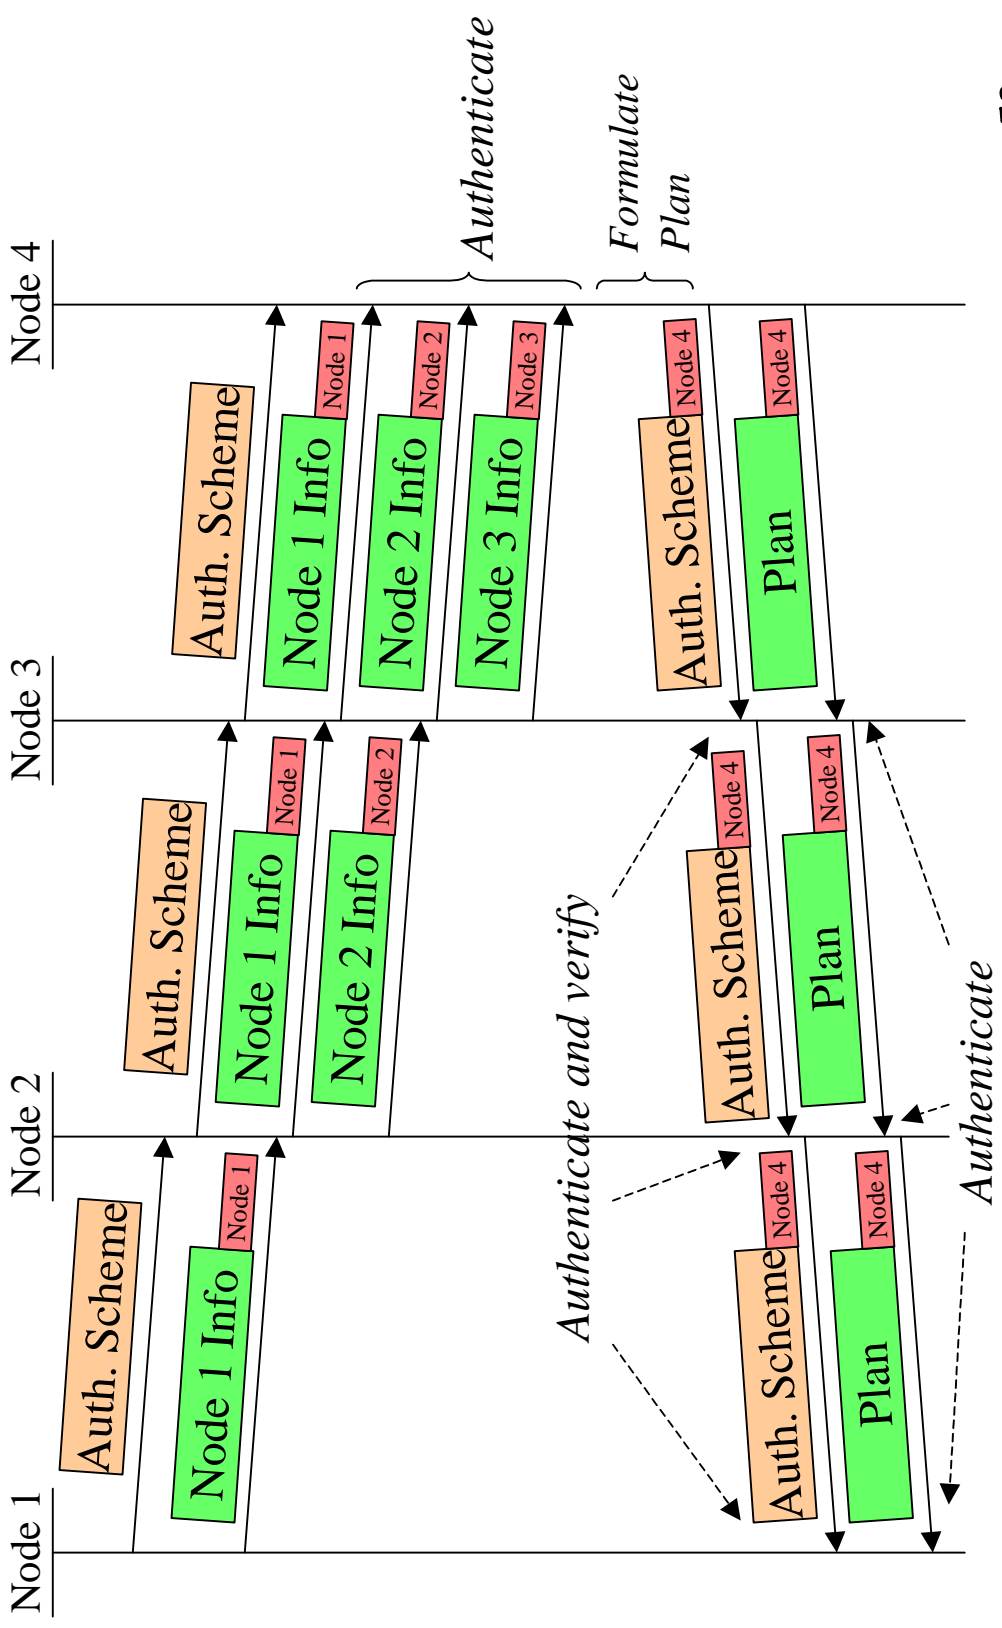 Node 1
Node 2
Node 3
Node 4
Auth. Scheme
Node 1 Info
Node 1
Auth. Scheme
Node 1 Info
Node 1
Node 2 Info
Node 2
Auth. Scheme
Node 1 Info
Node 1
Node 2 Info
Node 2
Node 3 Info
Node 3
Authenticate
Formulate
Plan
Authenticate and verify
Auth. Scheme
Node 4
Plan
Node 4
Auth. Scheme
Node 4
Plan
Node 4
Auth. Scheme
Node 4
Plan
Node 4
Authenticate